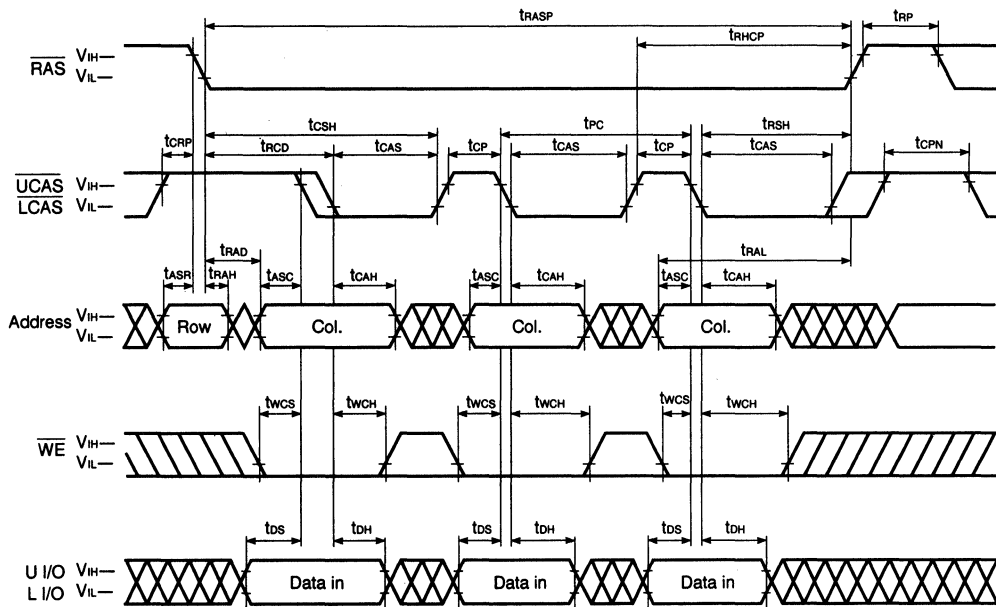 tRASP
tRP
tRHCP
RAS VIH
VIL
tCSH
tPC
tRSH
tCRP
tRCD
tCAS
tCP
tCAS
tCP
tCAS
tCPN
UCAS
LCAS
VIH
VIL
tRAD
tRAL
tASR
tRAH
tASC
tCAH
tASC
tCAH
tASC
tCAH
Address VIH
VIL
Row
Col.
Col.
Col.
tWCS
tWCH
tWCS
tWCH
tWCS
tWCH
WE VIH
VIL
tDS
tDH
tDS
tDH
tDS
tDH
U I/O VIH
L I/O VIL
Data in
Data in
Data in